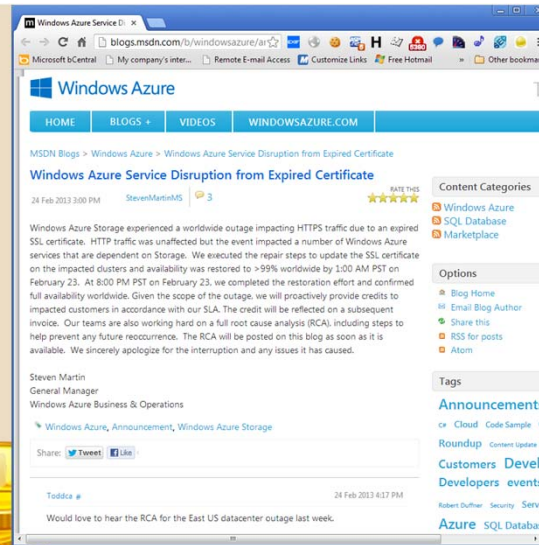 Windows Azure Service Di
blogs.msdn.com/b/windowsazure/ar
Microsoft bCentral My company's inter... Remote E-mail Access Customize Links Free Hotmail » Other bookma
Windows Azure
HOME BLOGS + VIDEOS WINDOWSAZURE.COM
MSDN Blogs > Windows Azure > Windows Azure Service Disruption from Expired Certificate
Windows Azure Service Disruption from Expired Certificate
RATE THIS
24 Feb 2013 3:00 PM StevenMartinMS 3
Windows Azure Storage experienced a worldwide outage impacting HTTPS traffic due to an expired
SSL certificate. HTTP traffic was unaffected but the event impacted a number of Windows Azure
services that are dependent on Storage. We executed the repair steps to update the SSL certificate
on the impacted clusters and availability was restored to >99% worldwide by 1:00 AM PST on
February 23. At 8:00 PM PST on February 23, we completed the restoration effort and confirmed
full availability worldwide. Given the scope of the outage, we will proactively provide credits to
impacted customers in accordance with our SLA. The credit will be reflected on a subsequent
invoice. Our teams are also working hard on a full root cause analysis (RCA), including steps to
help prevent any future reoccurrence. The RCA will be posted on this blog as soon as it is
available. We sincerely apologize for the interruption and any issues it has caused.
Steven Martin
General Manager
Windows Azure Business & Operations
Windows Azure, Announcement, Windows Azure Storage
Share: Tweet Like
Toddca # 24 Feb 2013 4:17 PM
Would love to hear the RCA for the East US datacenter outage last week.
Content Categories
Windows Azure
SQL Database
Marketplace
Options
Blog Home
Email Blog Author
Share this
RSS for posts
Atom
Tags
Announcement
C# Cloud Code Sample
Roundup Content Update
Customers Devel
Developers events
Robert Duffner Security Serv
Azure SQL Databa